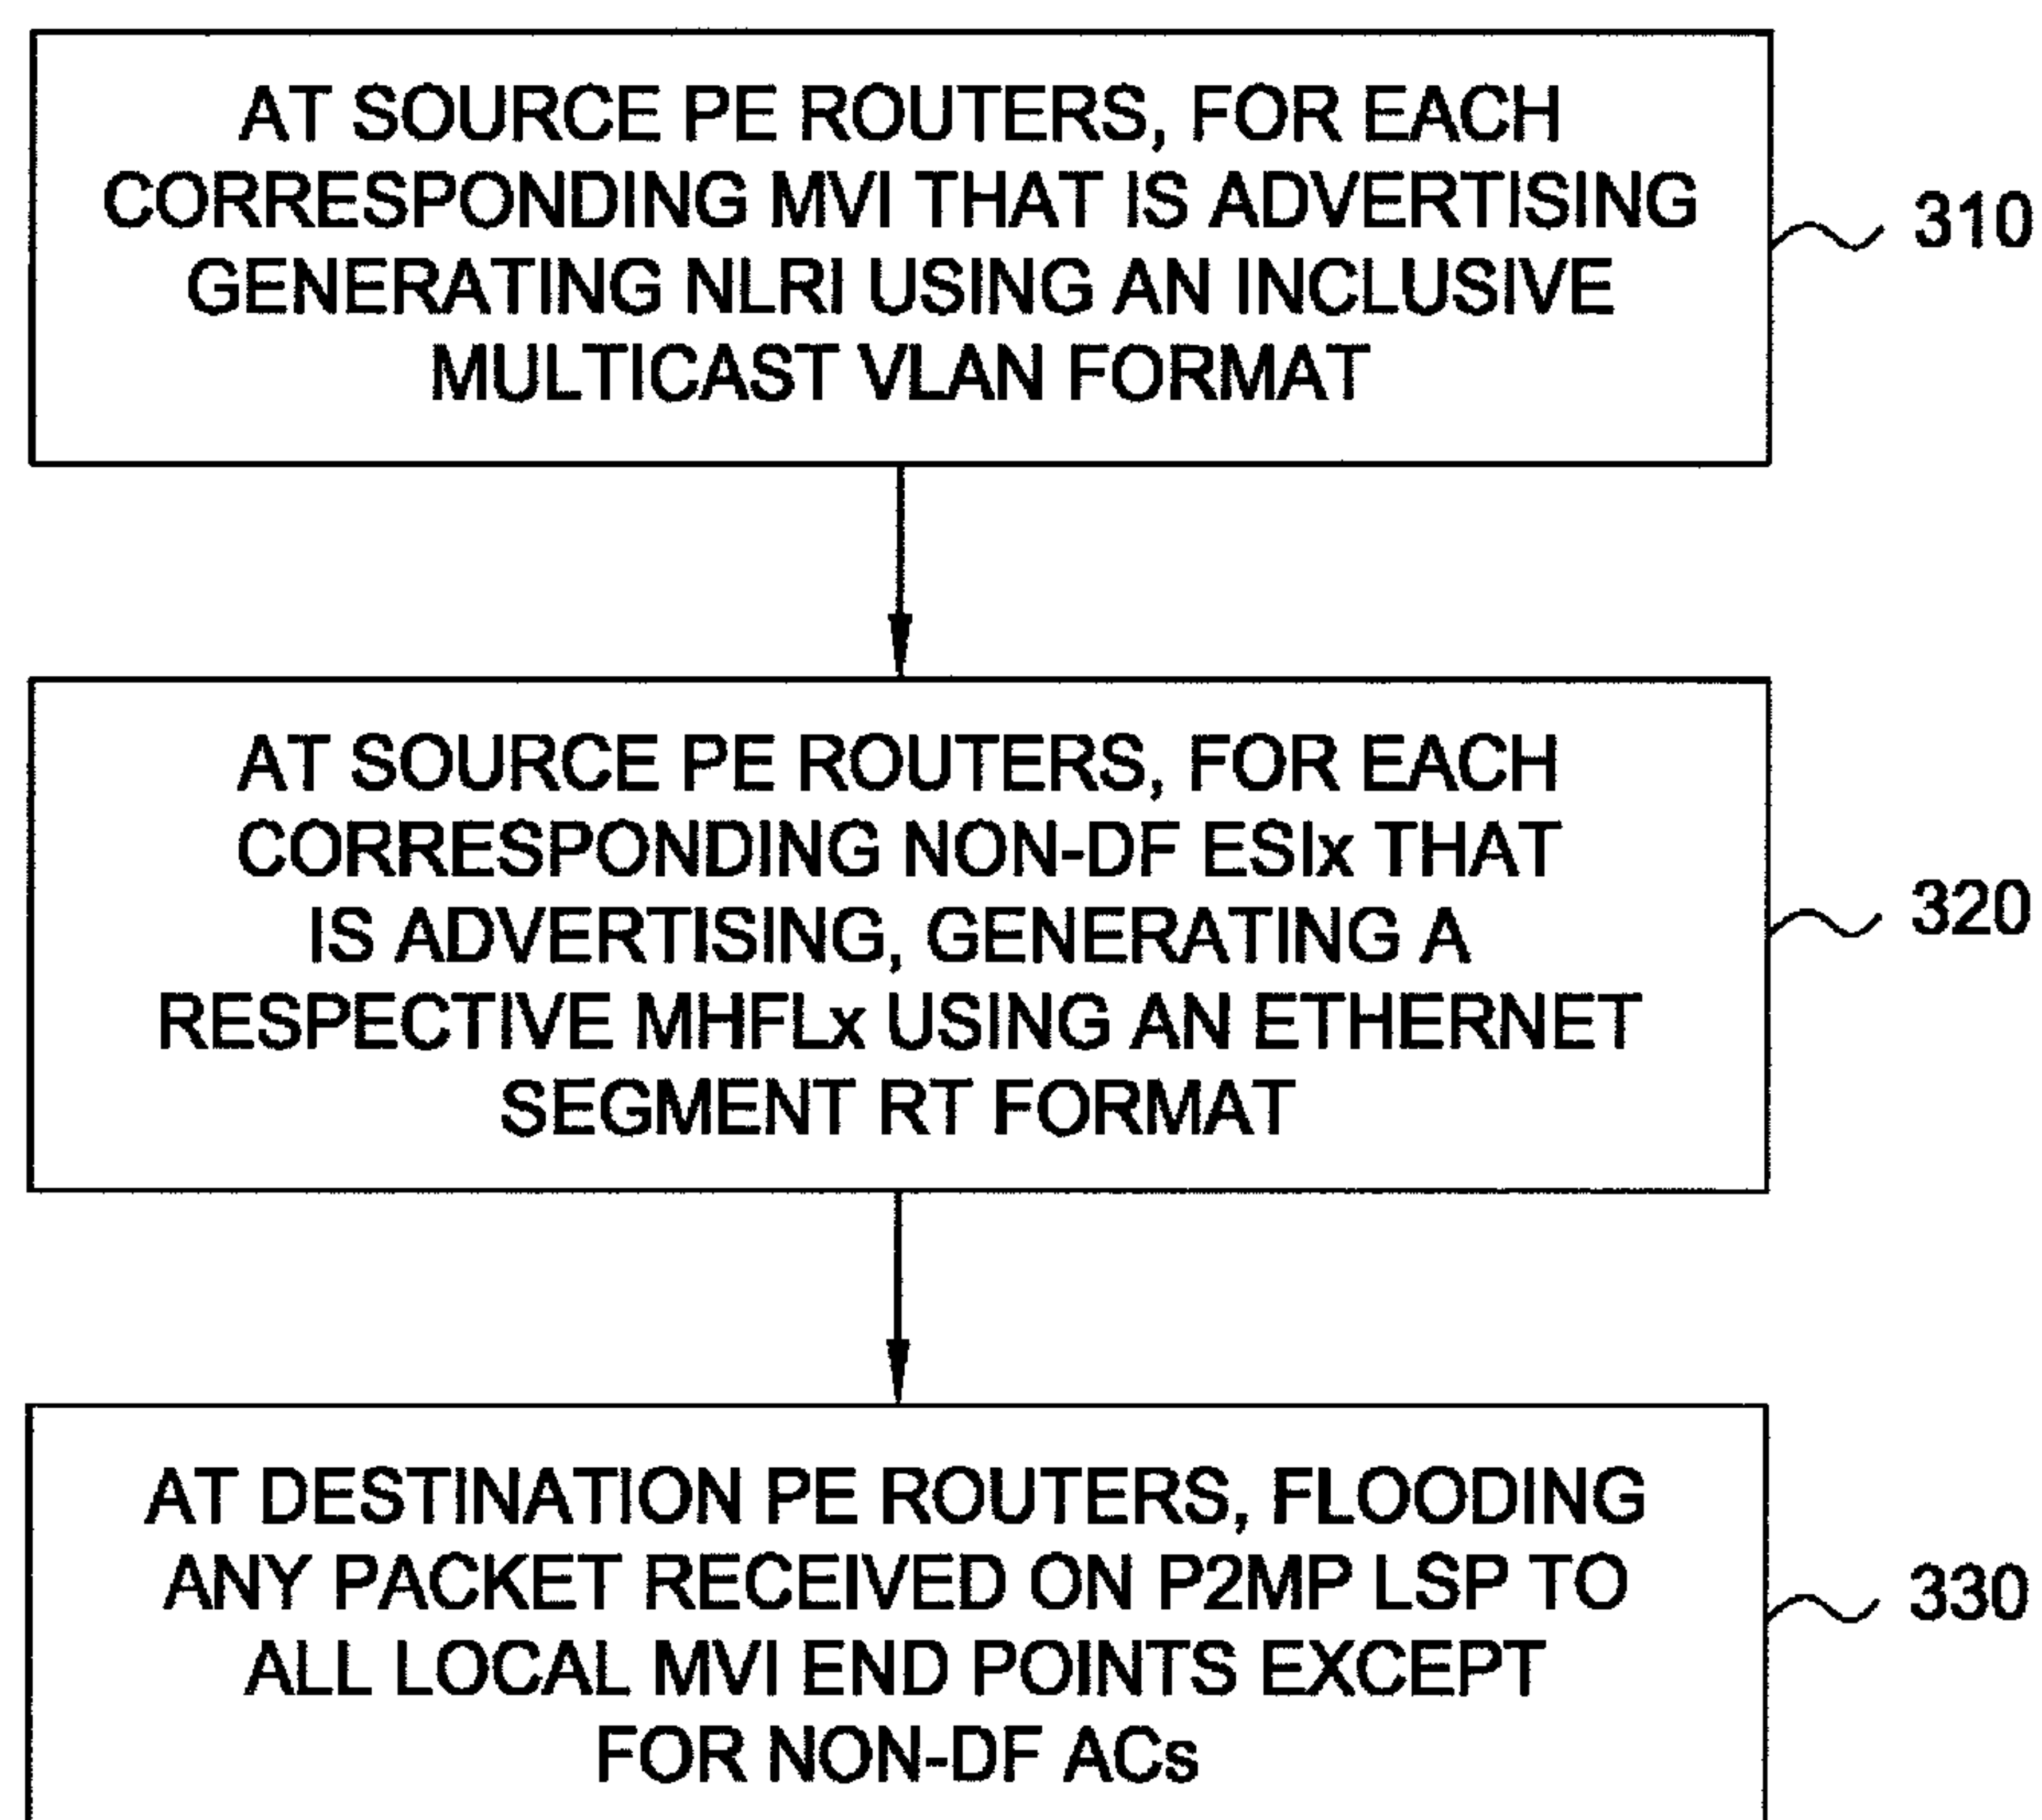 AT SOURCE PE ROUTERS, FOR EACH
CORRESPONDING MVI THAT IS ADVERTISING
GENERATING NLRI USING AN INCLUSIVE
MULTICAST VLAN FORMAT
310
AT SOURCE PE ROUTERS, FOR EACH
CORRESPONDING NON-DF ESIx THAT
IS ADVERTISING, GENERATING A
RESPECTIVE MHFLx USING AN ETHERNET
SEGMENT RT FORMAT
320
AT DESTINATION PE ROUTERS, FLOODING
ANY PACKET RECEIVED ON P2MP LSP TO
ALL LOCAL MVI END POINTS EXCEPT
FOR NON-DF ACs
330